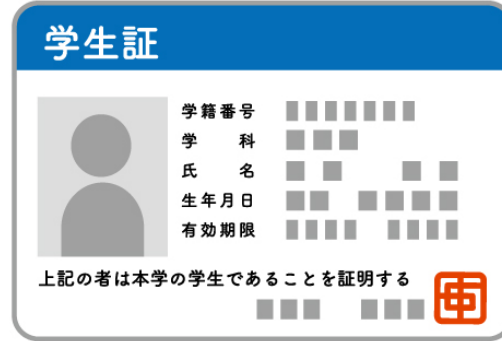 学生証
学籍番号
学　　科
氏　　名
生年月日
有効期限
上記の者は本学の学生であることを証明する